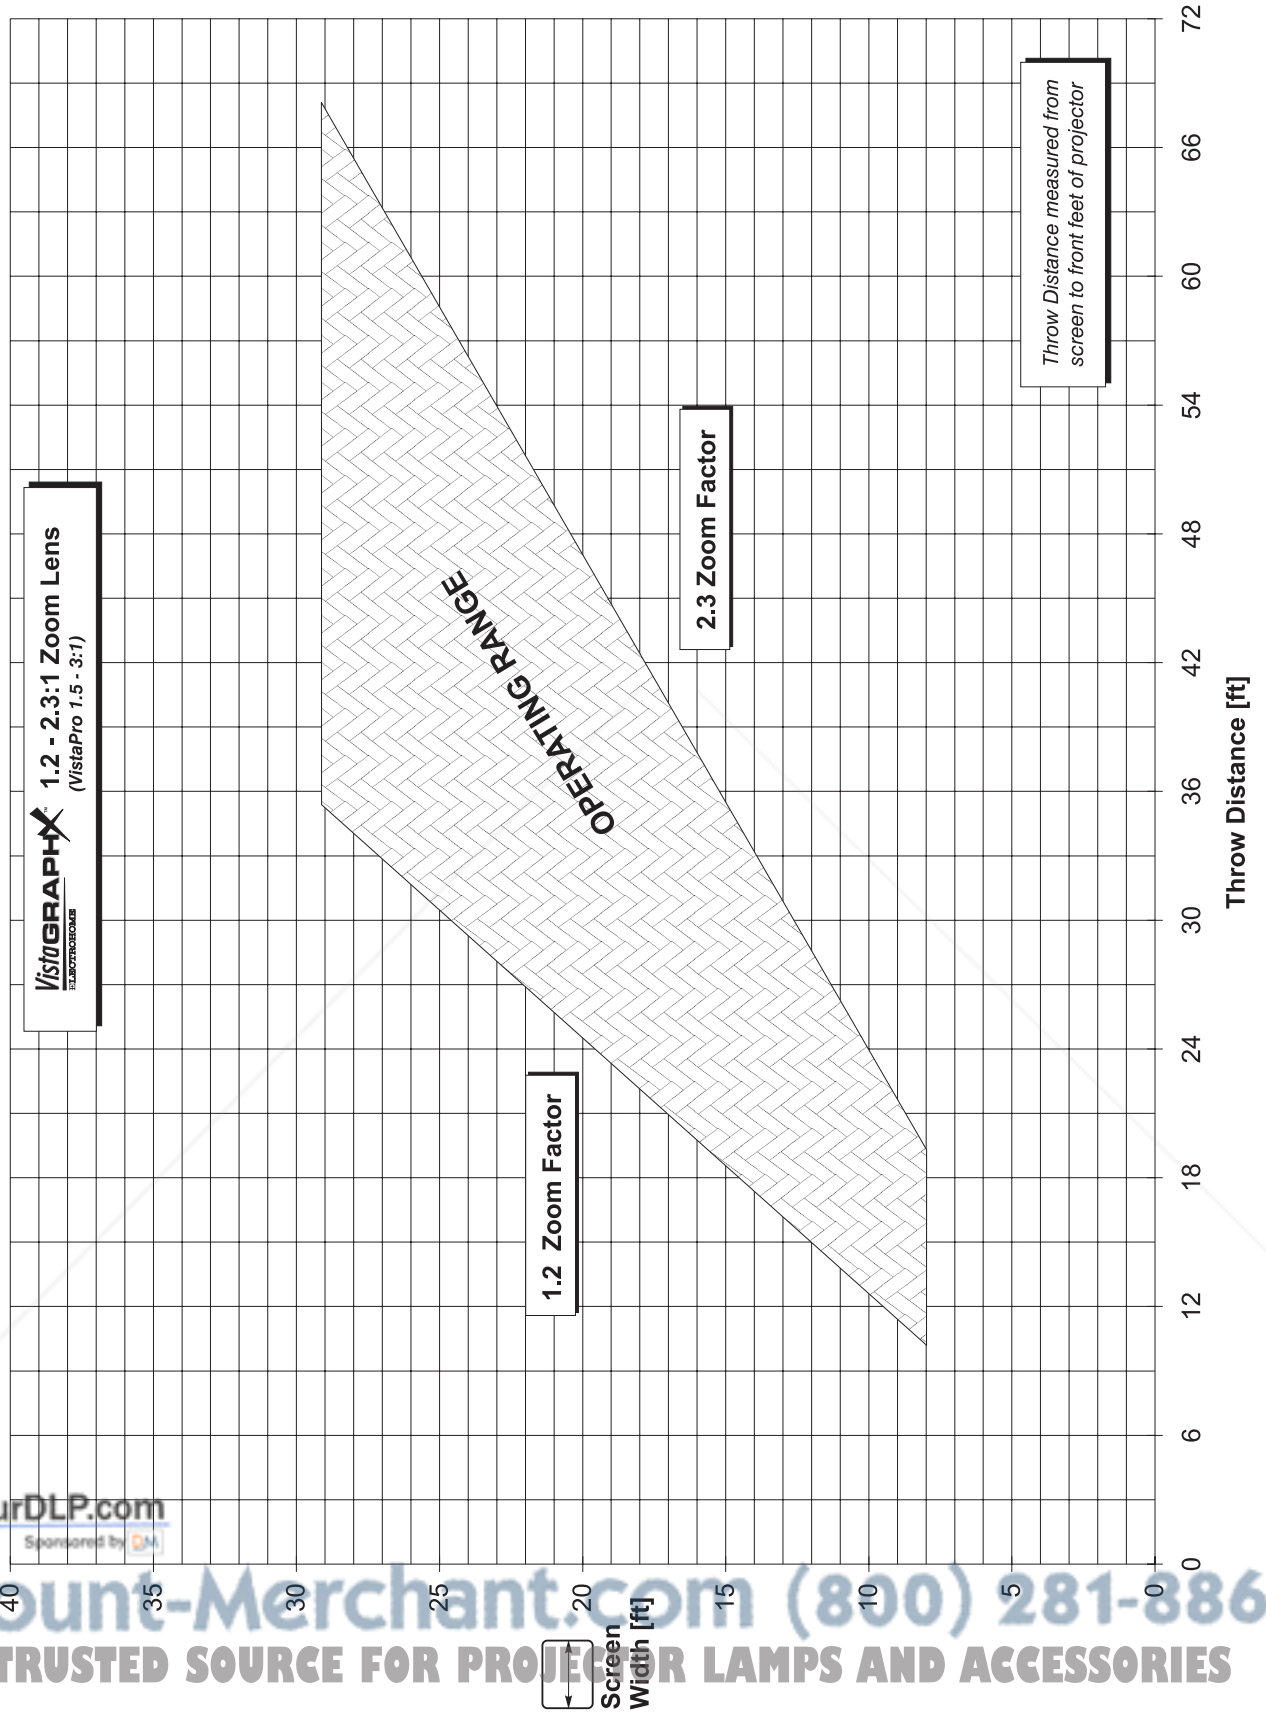 VistaGRAPHX™ 1.2 - 2.3:1 Zoom Lens
ELECTROHOME
(VistaPro 1.5 - 3:1)
40
35
30
25
20
15
10
5
0
Screen
Width [ft]
1.2 Zoom Factor
OPERATING RANGE
2.3 Zoom Factor
Throw Distance measured from
screen to front feet of projector
0
6
12
18
24
30
36
42
48
54
60
66
72
Throw Distance [ft]
urDLP.com
Sponsored by DM
ount-Merchant.com (800) 281-886
TRUSTED SOURCE FOR PROJECTOR LAMPS AND ACCESSORIES